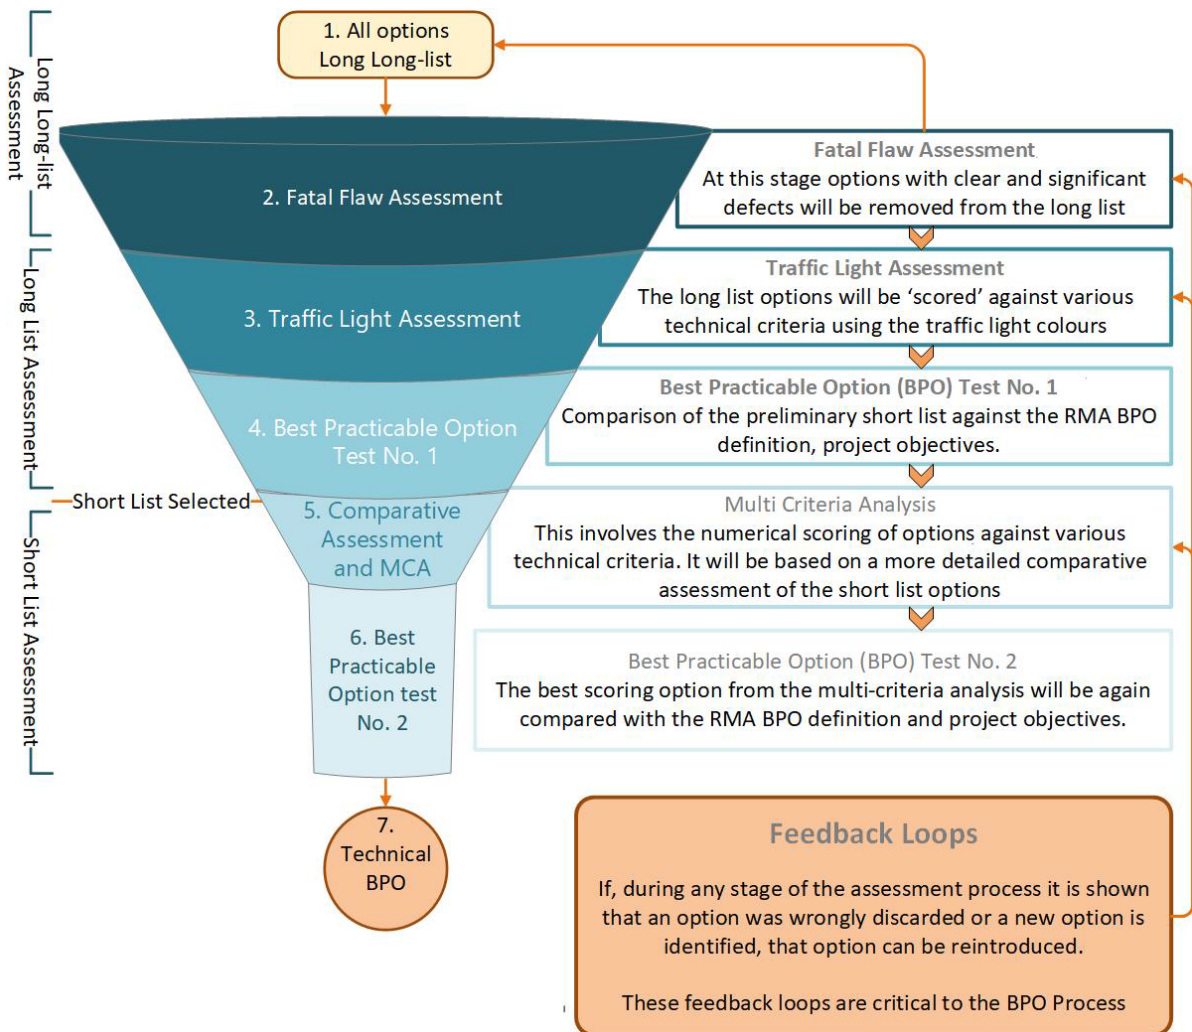 1. All options
Long Long-list
Long Long-list
Assessment
2. Fatal Flaw Assessment
Fatal Flaw Assessment
At this stage options with clear and significant
defects will be removed from the long list
Long List Assessment
3. Traffic Light Assessment
Traffic Light Assessment
The long list options will be ‘scored’ against various
technical criteria using the traffic light colours
4. Best Practicable Option
Test No. 1
Best Practicable Option (BPO) Test No. 1
Comparison of the preliminary short list against the RMA BPO
definition, project objectives.
Short List Selected
Short List Assessment
5. Comparative
Assessment
and MCA
Multi Criteria Analysis
This involves the numerical scoring of options against various
technical criteria. It will be based on a more detailed comparative
assessment of the short list options
6. Best
Practicable
Option test
No. 2
Best Practicable Option (BPO) Test No. 2
The best scoring option from the multi-criteria analysis will be again
compared with the RMA BPO definition and project objectives.
7.
Technical
BPO
Feedback Loops
If, during any stage of the assessment process it is shown
that an option was wrongly discarded or a new option is
identified, that option can be reintroduced.
These feedback loops are critical to the BPO Process